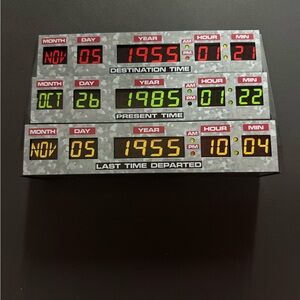 MONTH DAY YEAR HOUR MIN
NOV 05 1955 AM PM 01 21
DESTINATION TIME
MONTH DAY YEAR HOUR MIN
OCT 26 1985 AM PM 01 22
PRESENT TIME
MONTH DAY YEAR HOUR MIN
NOV 05 1955 AM PM 10 04
LAST TIME DEPARTED